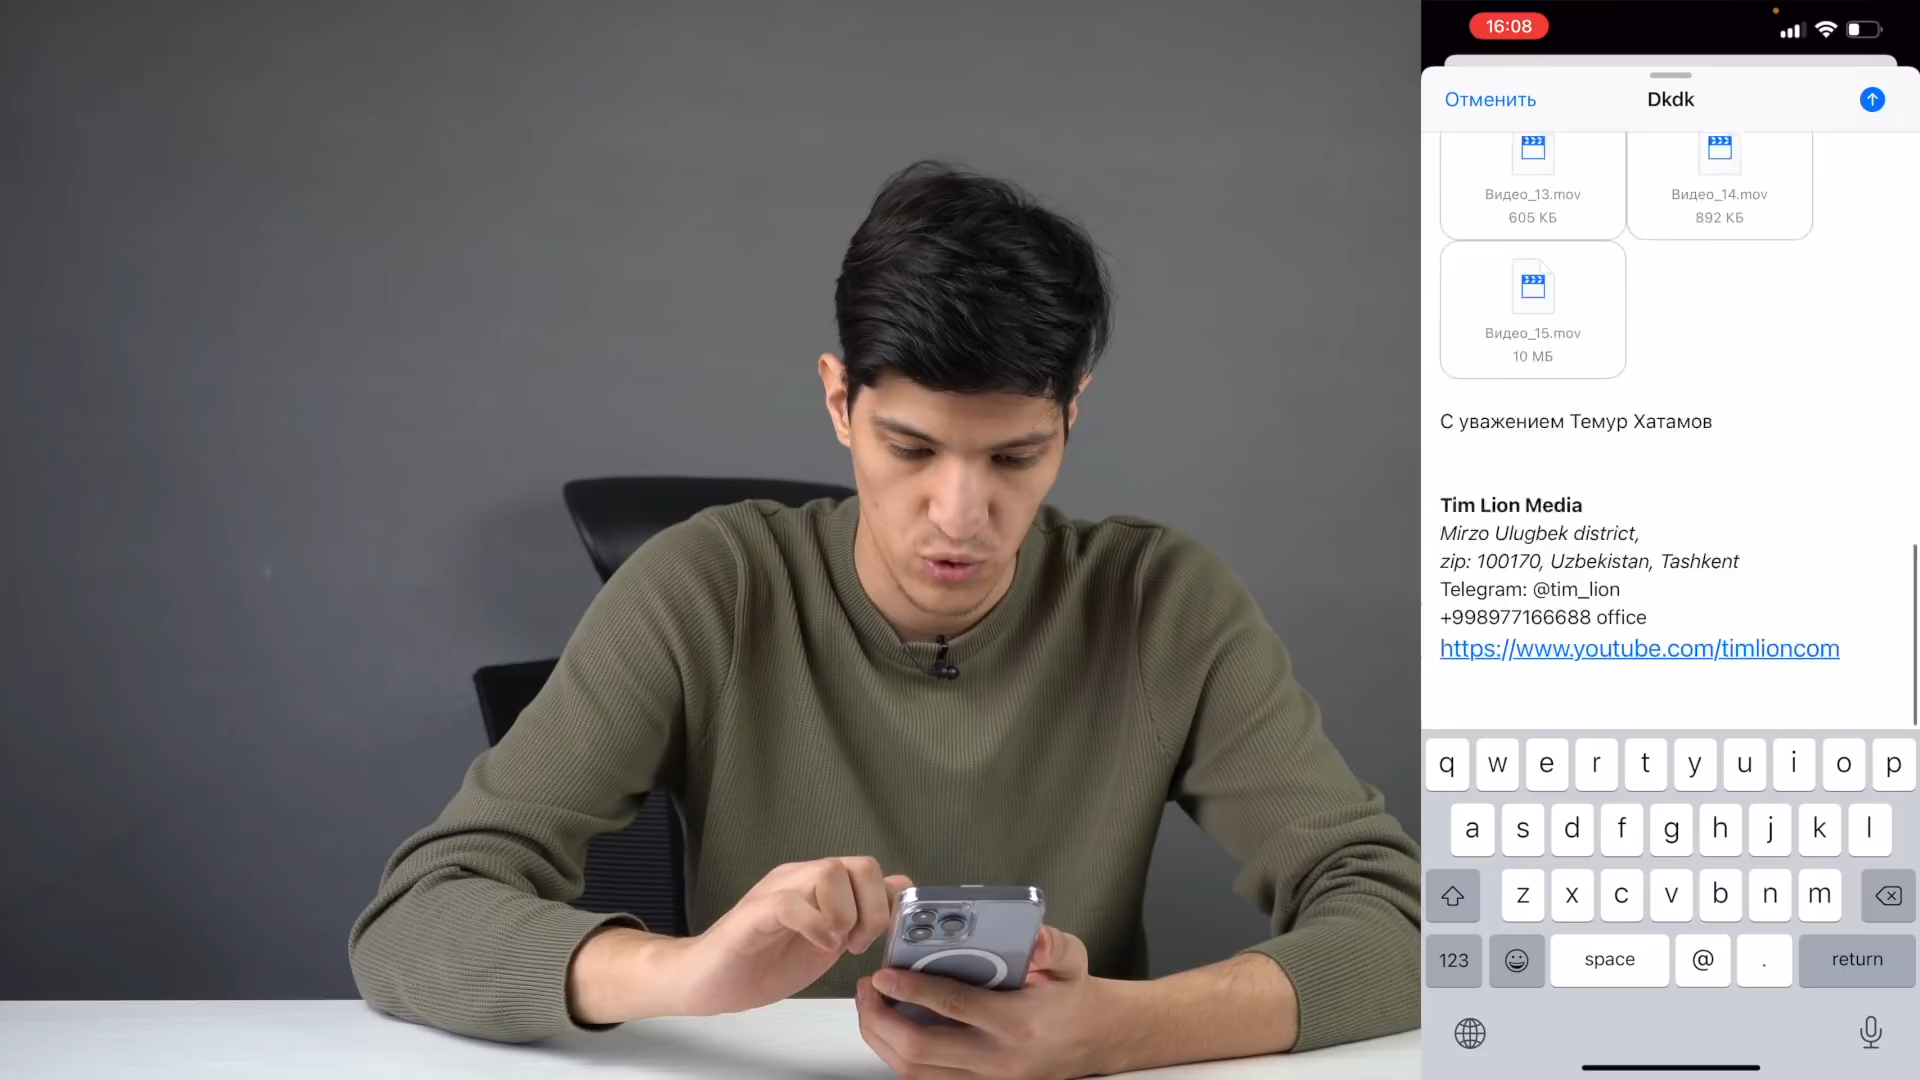 16:08
Отменить
Dkdk
Видео_13.mov
605 КБ
Видео_14.mov
892 КБ
Видео_15.mov
10 МБ
С уважением Темур Хатамов
Tim Lion Media
Mirzo Ulugbek district,
zip: 100170, Uzbekistan, Tashkent
Telegram: @tim_lion
+998977166688 office
https://www.youtube.com/timlioncom
q w e r t y u i o p
a s d f g h j k l
z x c v b n m
123 space @ . return